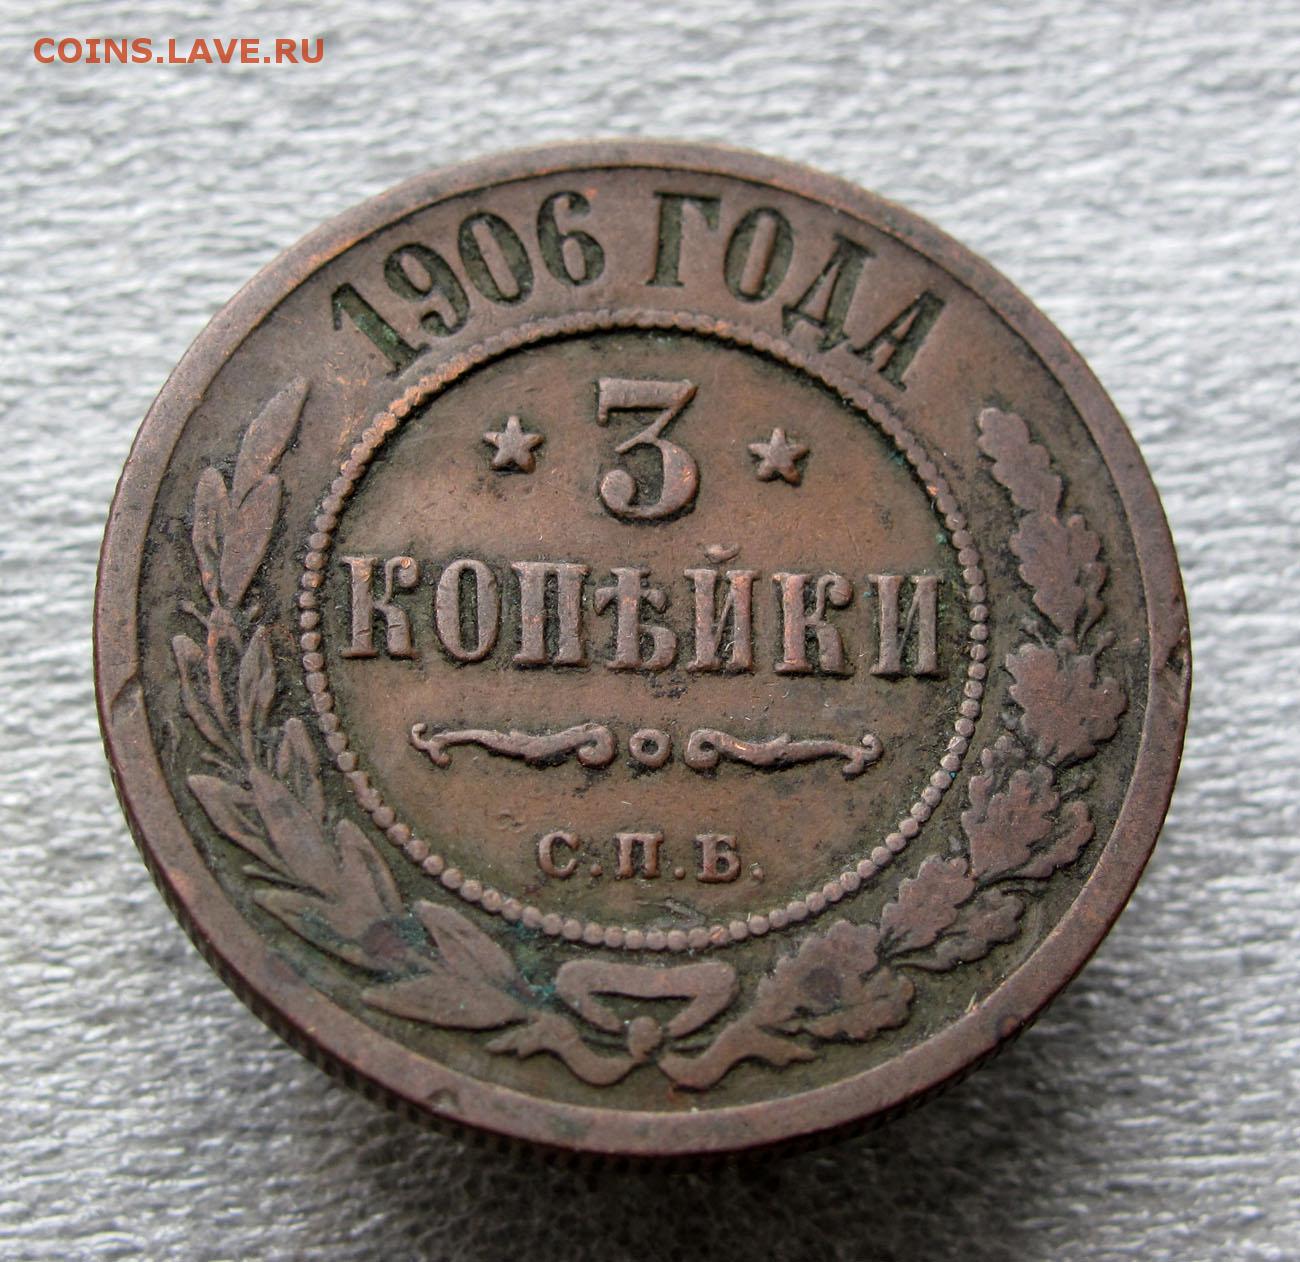 COINS.LAVE.RU
1906 ГОДА
3
КОПѢЙКИ
С.П.Б.